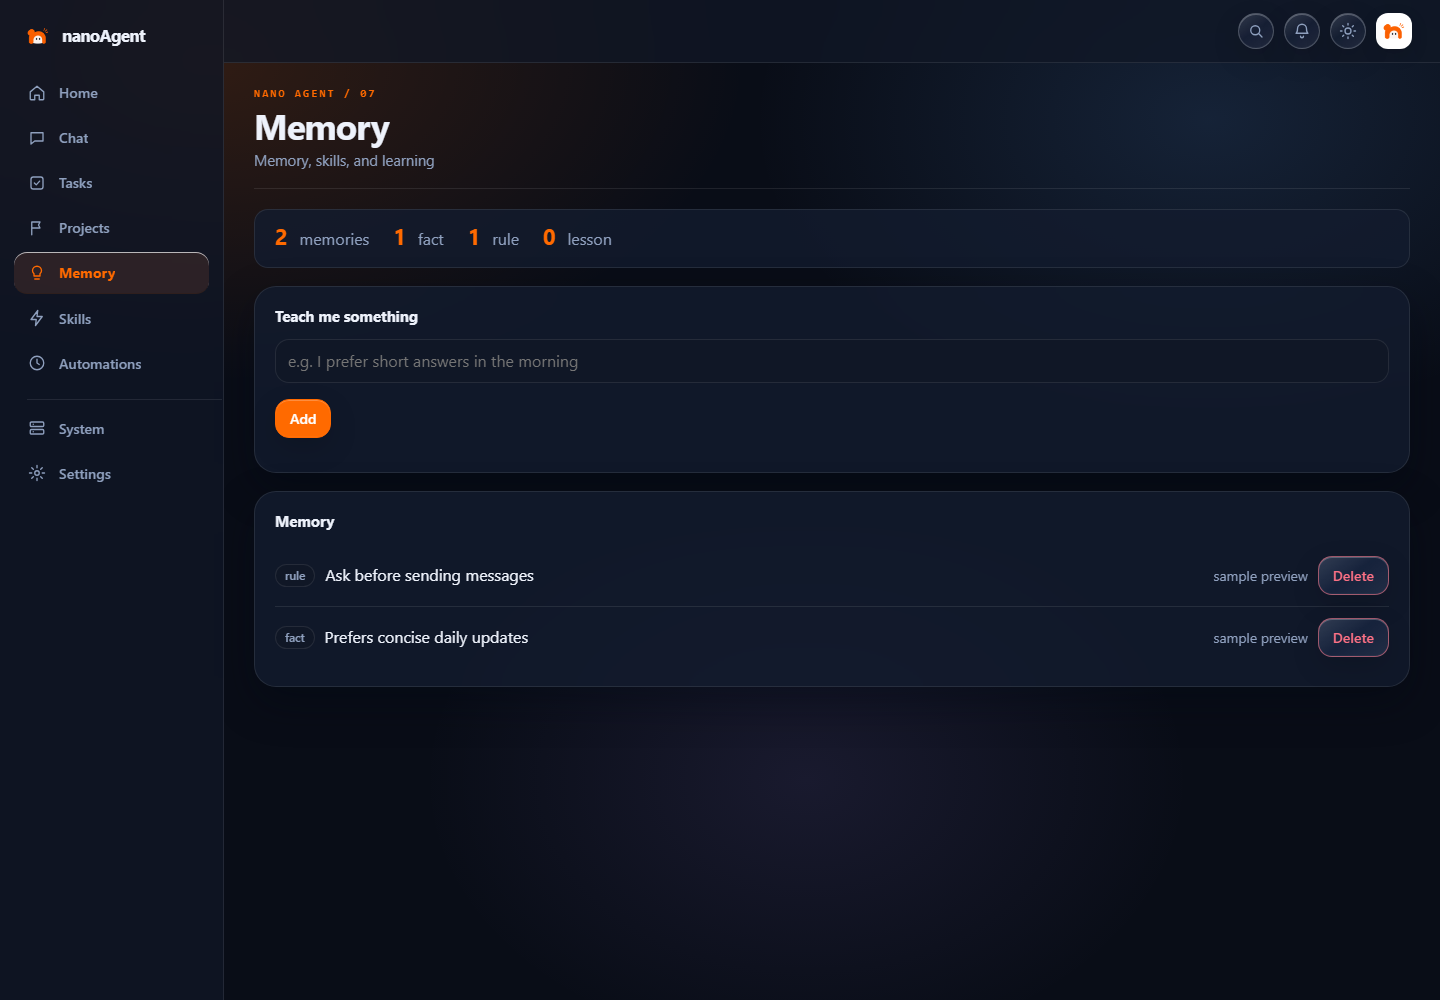 nanoAgent
Home
Chat
Tasks
Projects
Memory
Skills
Automations
System
Settings
NANO AGENT / 07
Memory
Memory, skills, and learning
2 memories 1 fact 1 rule 0 lesson
Teach me something
e.g. I prefer short answers in the morning
Add
Memory
rule Ask before sending messages sample preview Delete
fact Prefers concise daily updates sample preview Delete